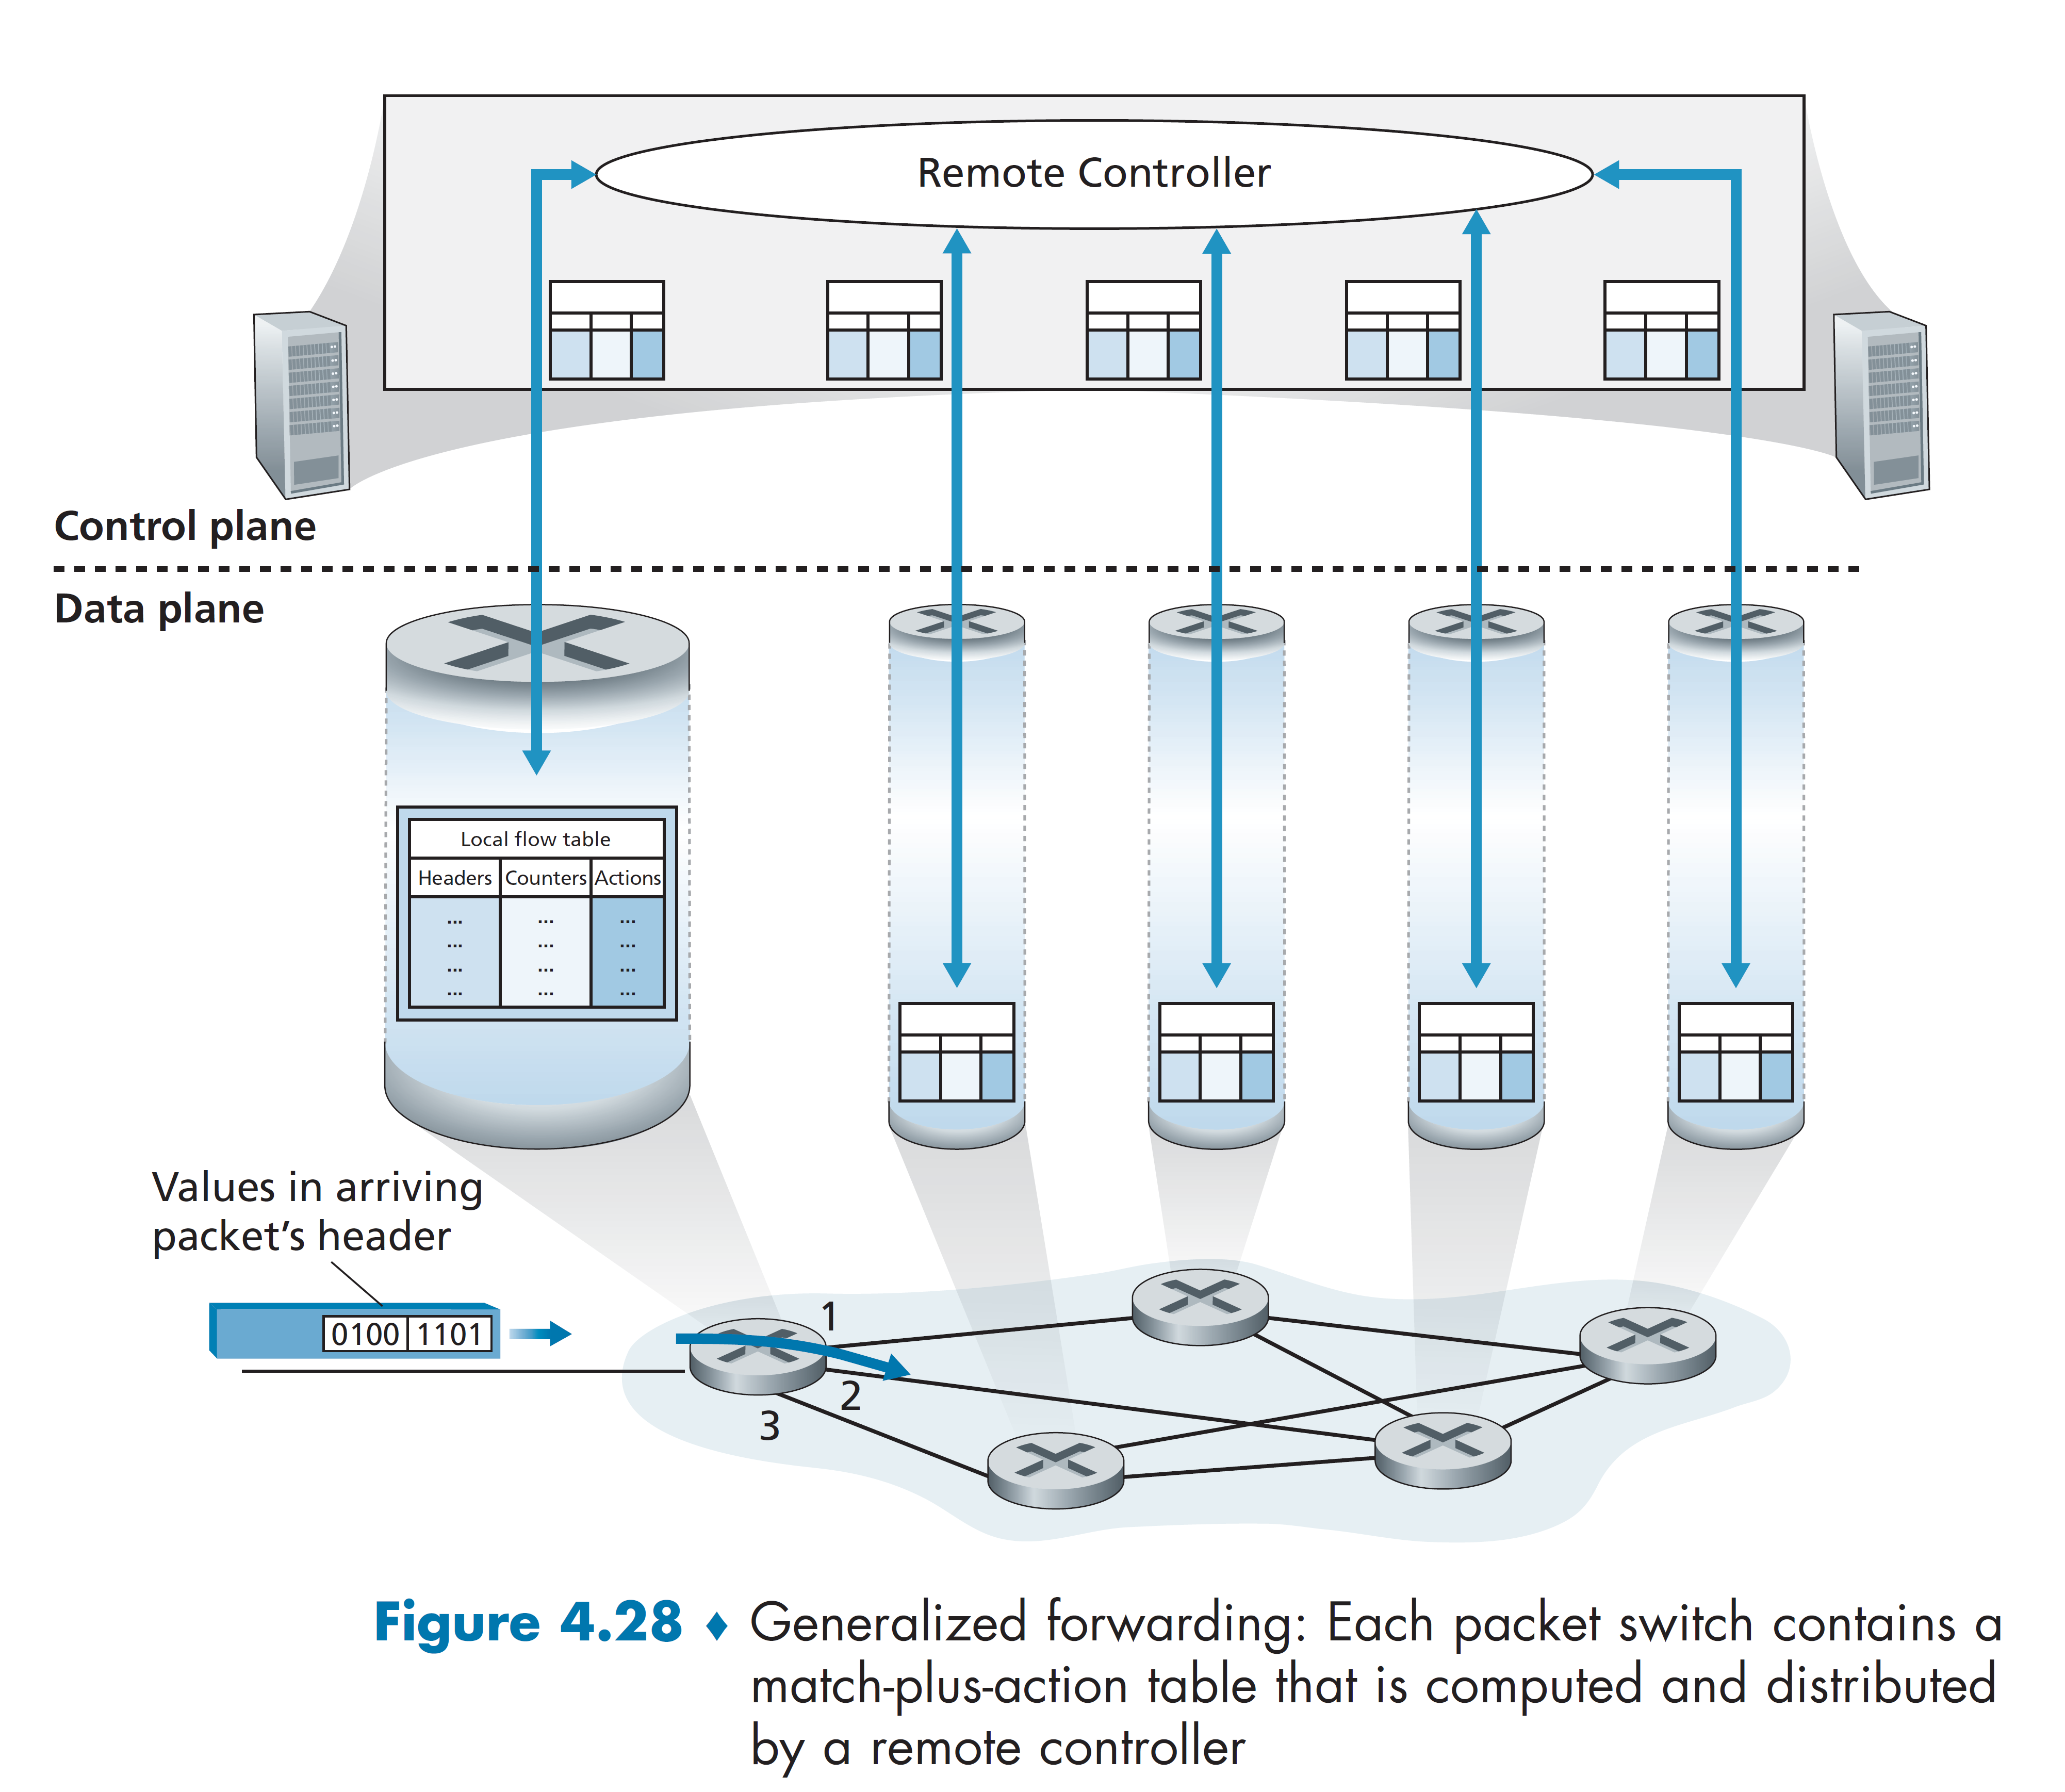 Remote Controller
Control plane
Data plane
Local flow table
Headers Counters Actions
... ... ...
... ... ...
... ... ...
... ... ...
Values in arriving
packet’s header
0100 1101
1
2
3
Figure 4.28 ♦ Generalized forwarding: Each packet switch contains a
match-plus-action table that is computed and distributed
by a remote controller